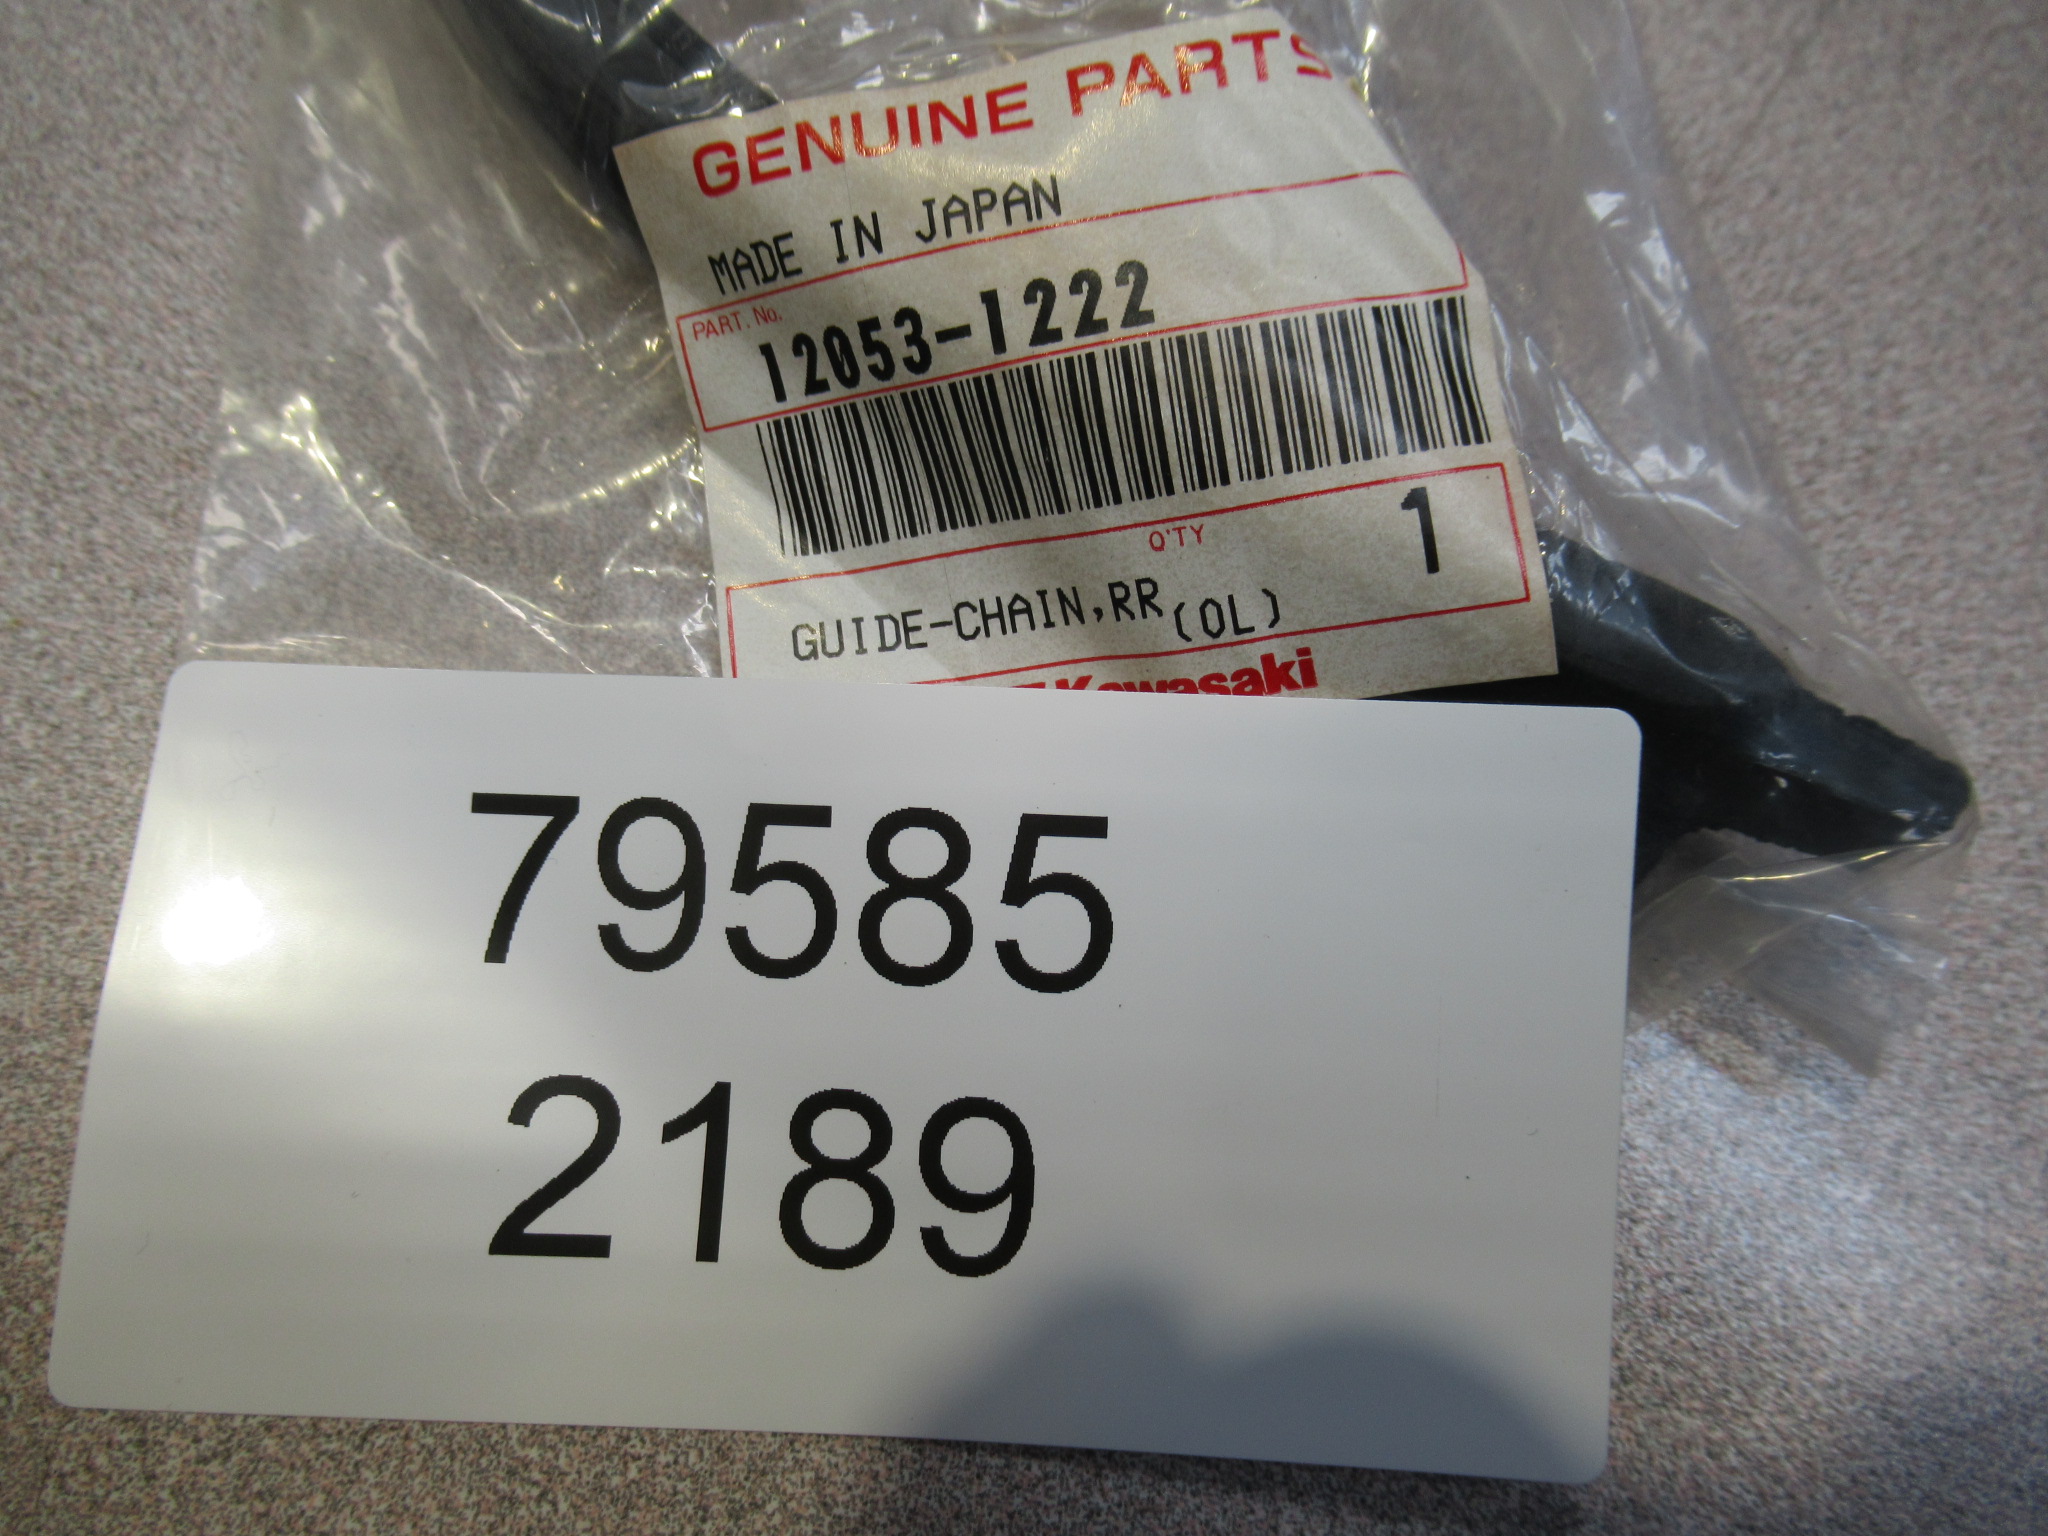 GENUINE PARTS
MADE IN JAPAN
PART. No.
12053-1222
Q'TY
1
GUIDE-CHAIN,RR(OL)
Kawasaki
79585
2189